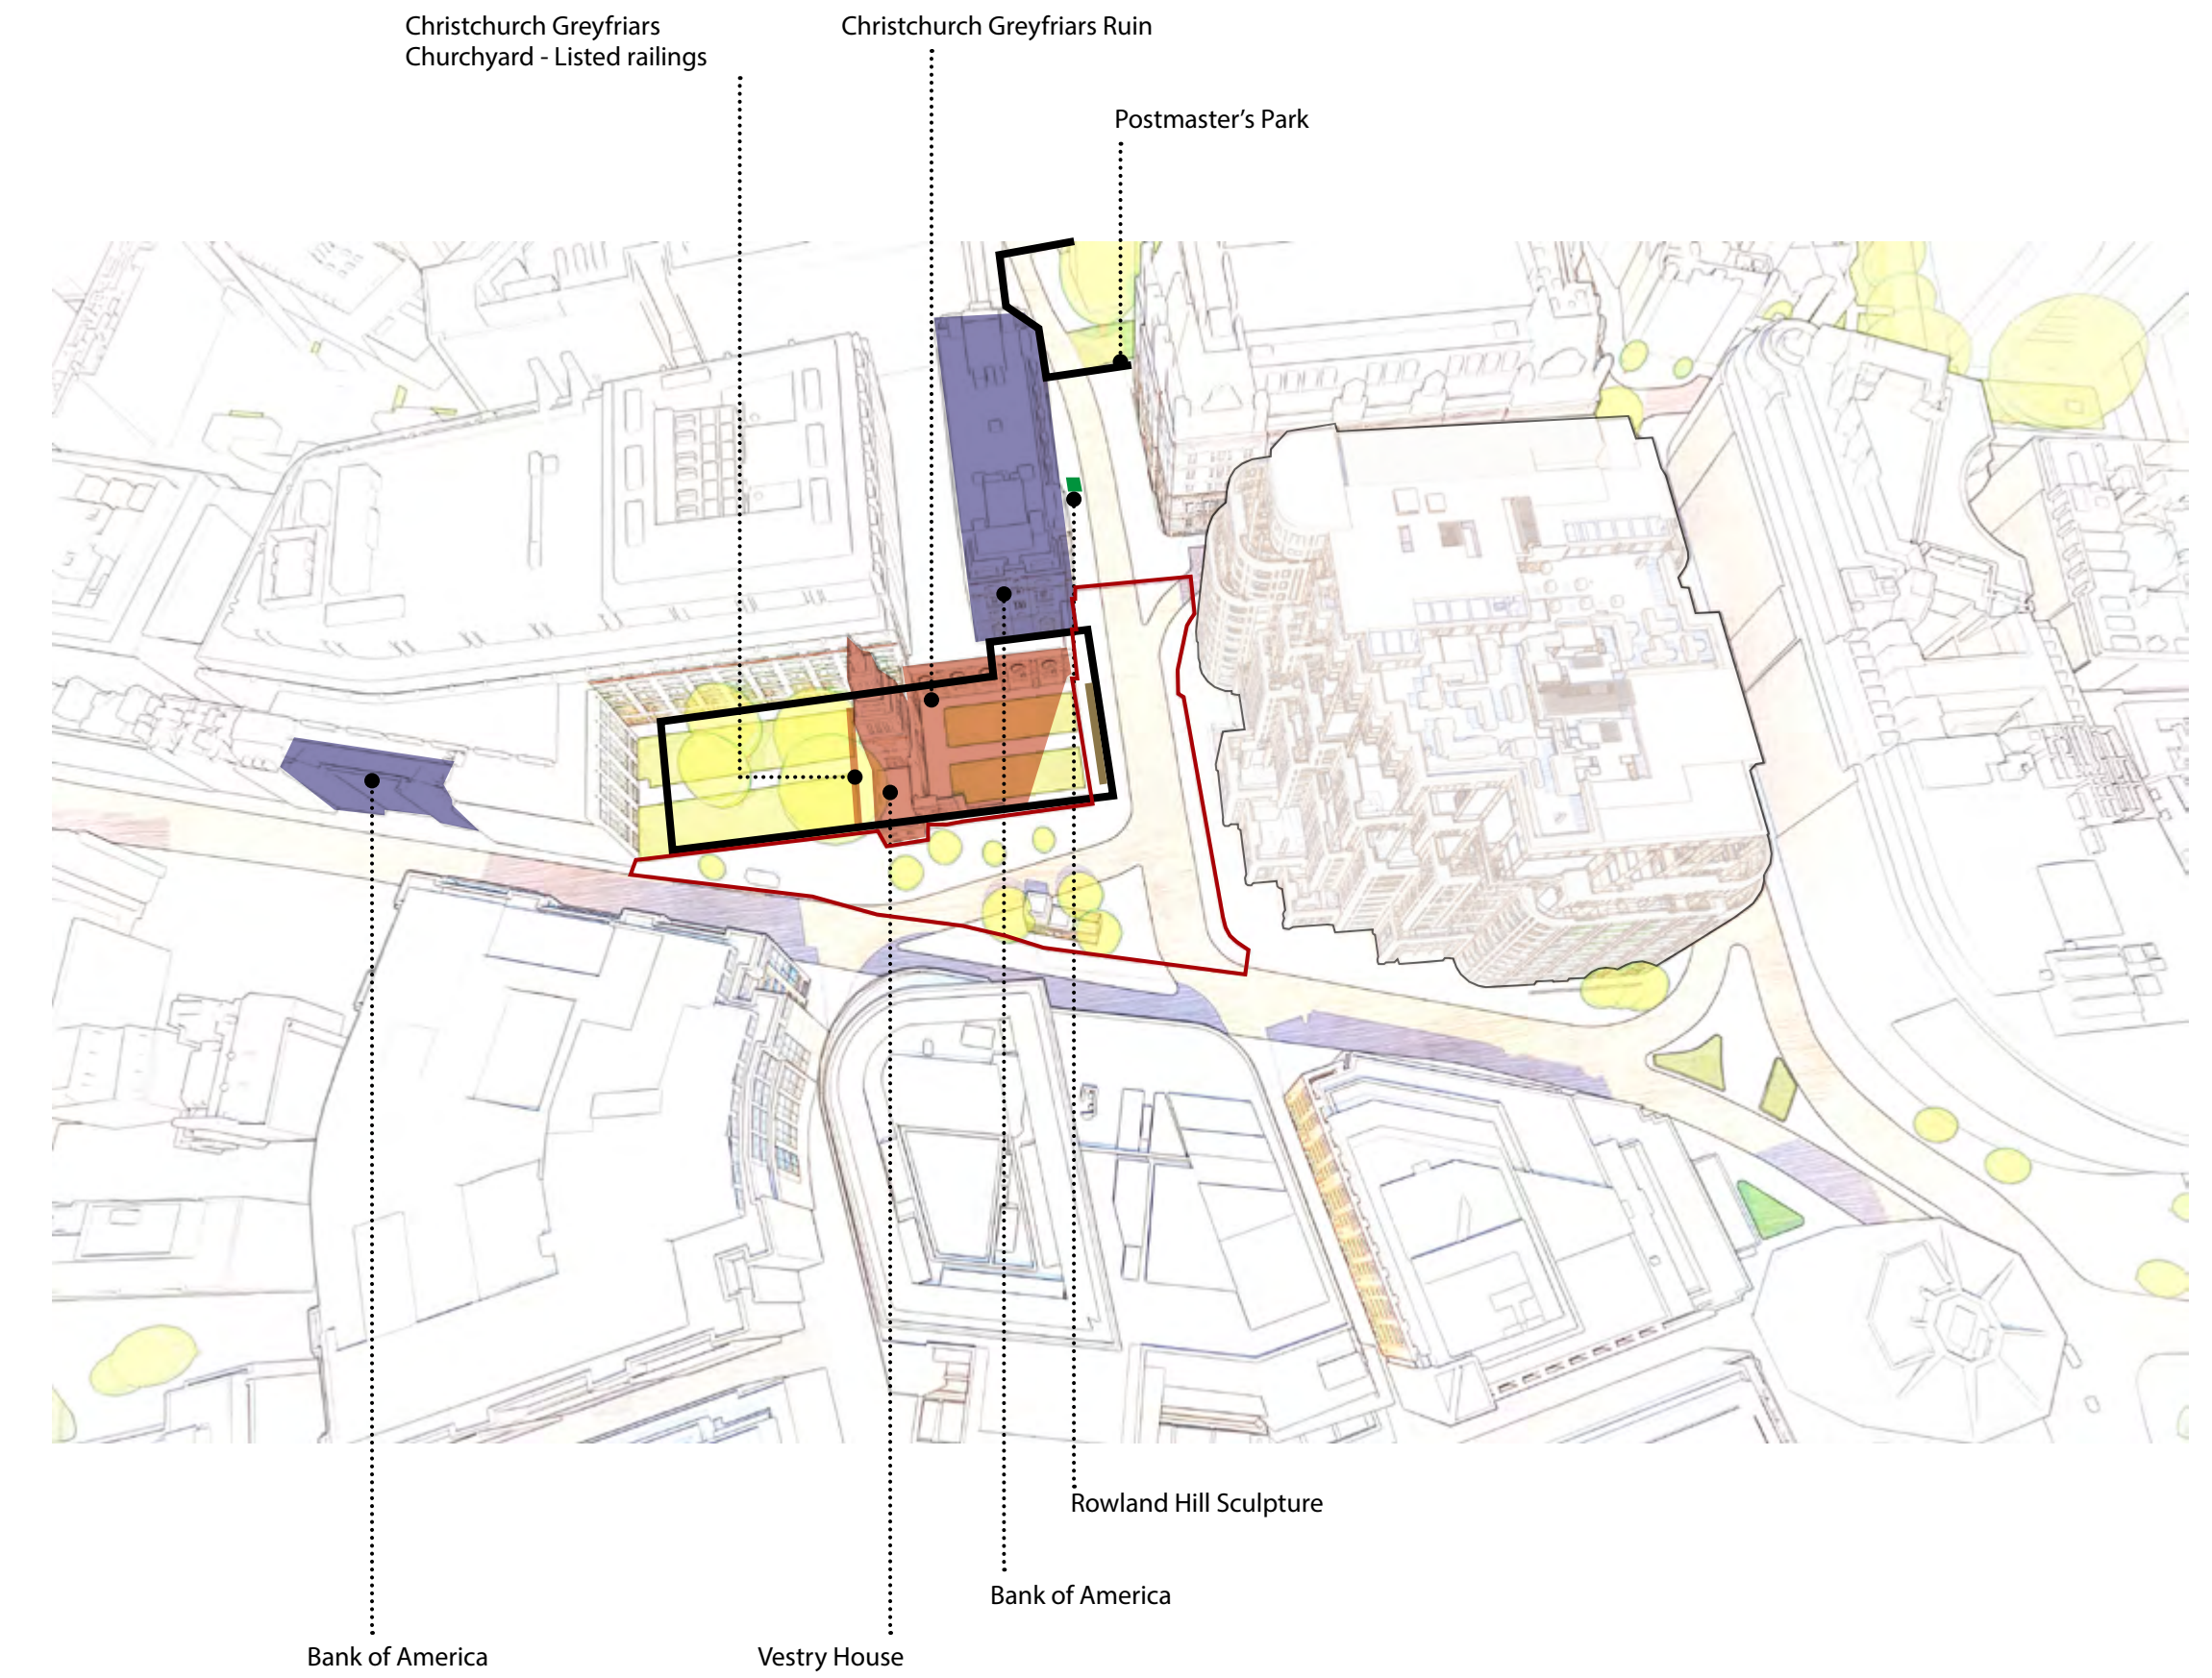 Christchurch Greyfriars
Churchyard - Listed railings
Christchurch Greyfriars Ruin
Postmaster’s Park
Rowland Hill Sculpture
Bank of America
Bank of America
Vestry House